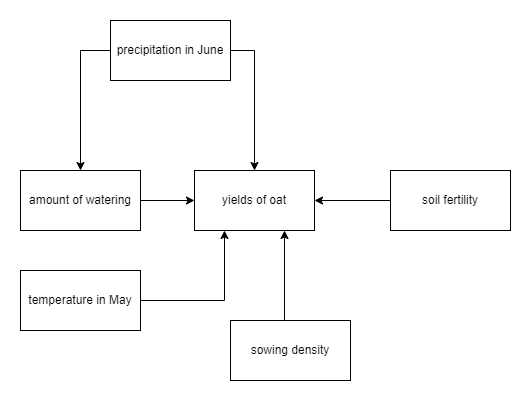 precipitation in June
amount of watering
yields of oat
soil fertility
temperature in May
sowing density